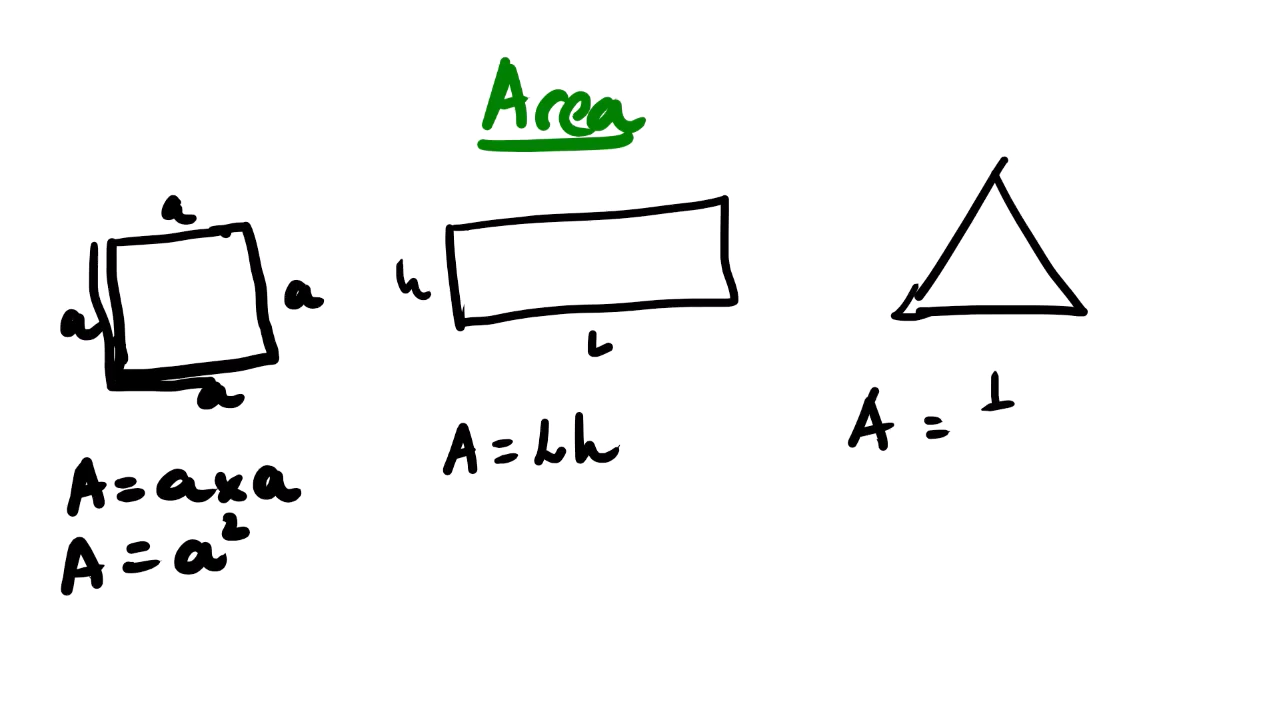 Area
a
a
a
a
A = a x a
A = a²
h
L
A = Lh
A = 1